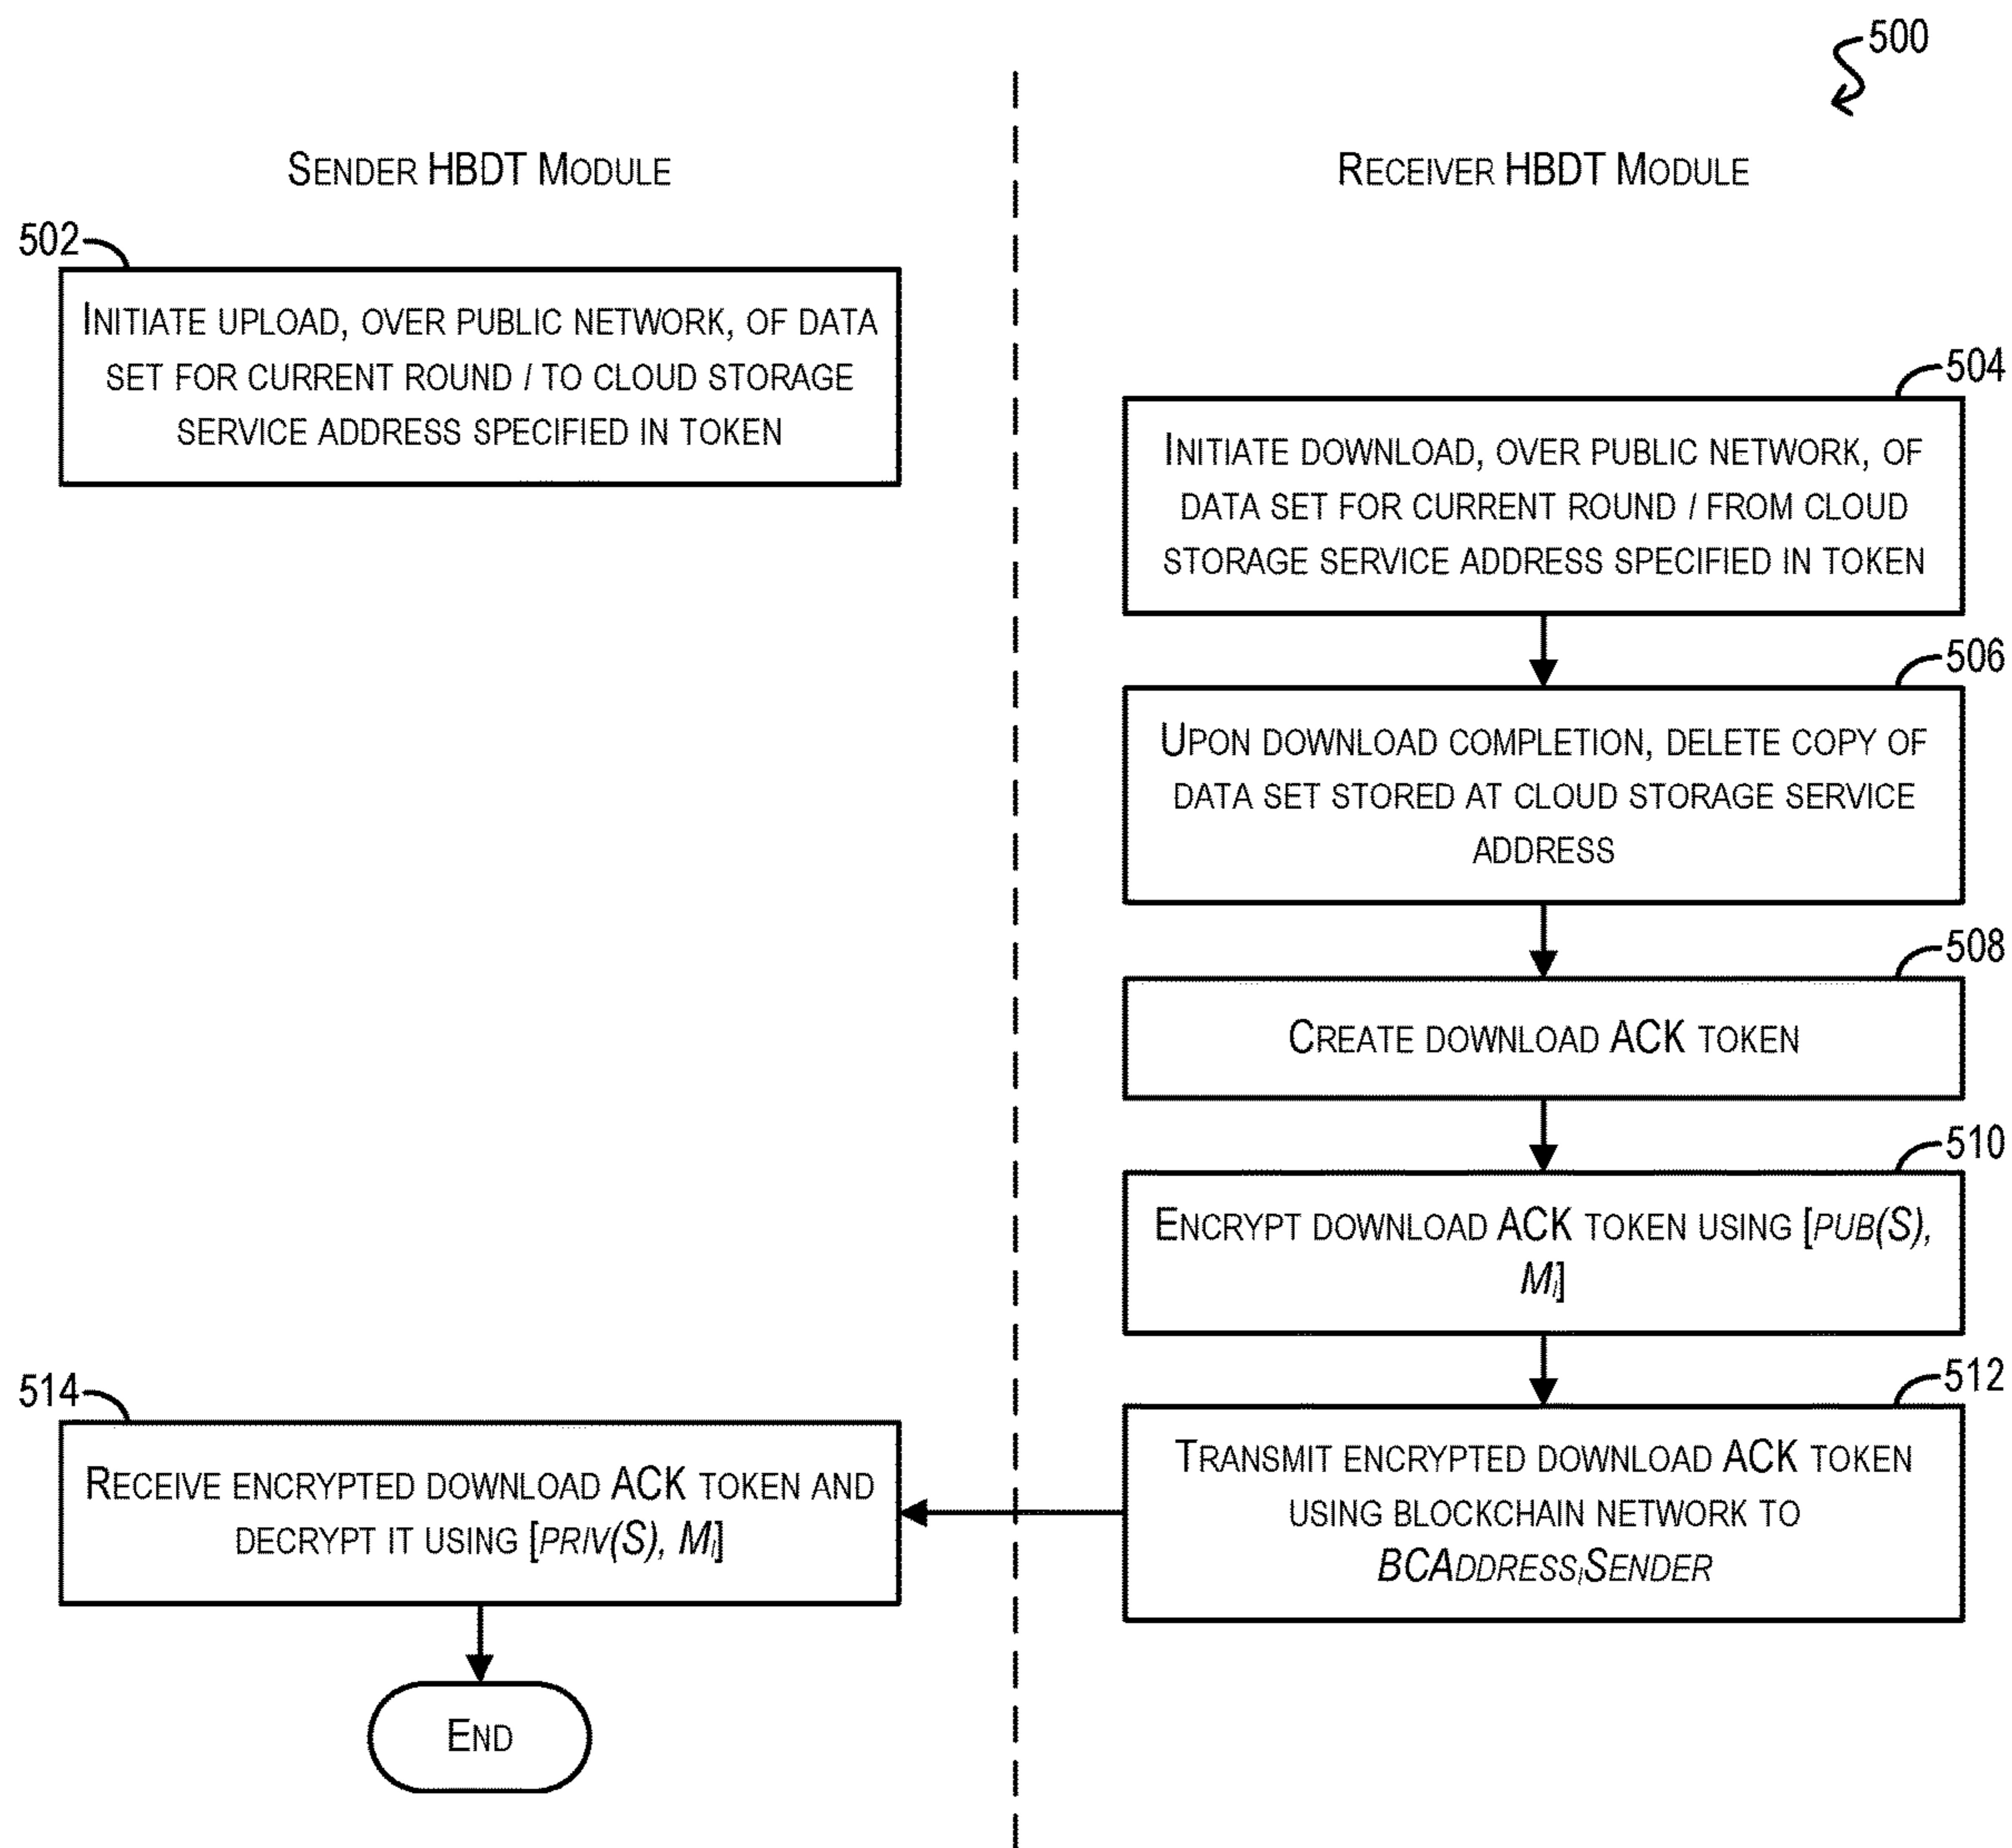 500
SENDER HBDT MODULE
RECEIVER HBDT MODULE
502
INITIATE UPLOAD, OVER PUBLIC NETWORK, OF DATA
SET FOR CURRENT ROUND I TO CLOUD STORAGE
SERVICE ADDRESS SPECIFIED IN TOKEN
504
INITIATE DOWNLOAD, OVER PUBLIC NETWORK, OF
DATA SET FOR CURRENT ROUND I FROM CLOUD
STORAGE SERVICE ADDRESS SPECIFIED IN TOKEN
506
UPON DOWNLOAD COMPLETION, DELETE COPY OF
DATA SET STORED AT CLOUD STORAGE SERVICE
ADDRESS
508
CREATE DOWNLOAD ACK TOKEN
510
ENCRYPT DOWNLOAD ACK TOKEN USING [PUB(S),
M_I]
512
TRANSMIT ENCRYPTED DOWNLOAD ACK TOKEN
USING BLOCKCHAIN NETWORK TO
BCADDRESS_ISENDER
514
RECEIVE ENCRYPTED DOWNLOAD ACK TOKEN AND
DECRYPT IT USING [PRIV(S), M_I]
END